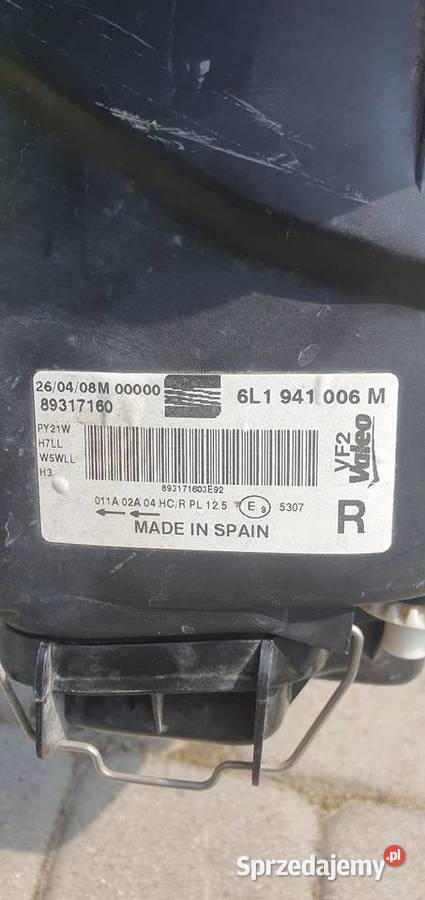 26/04/08M 00000
89317160
6L1 941 006 M
PY21W
H7LL
W5WLL
H3
893171603E92
VF2
Valeo
011A 02A 04 HC/R PL 12.5 E9 5307
MADE IN SPAIN
R
Sprzedajemy.pl